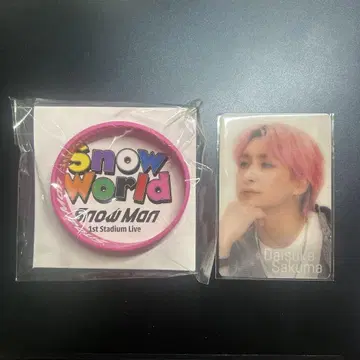 Snow
World
Snow Man
1st Stadium Live
Daisuke
Sakuma